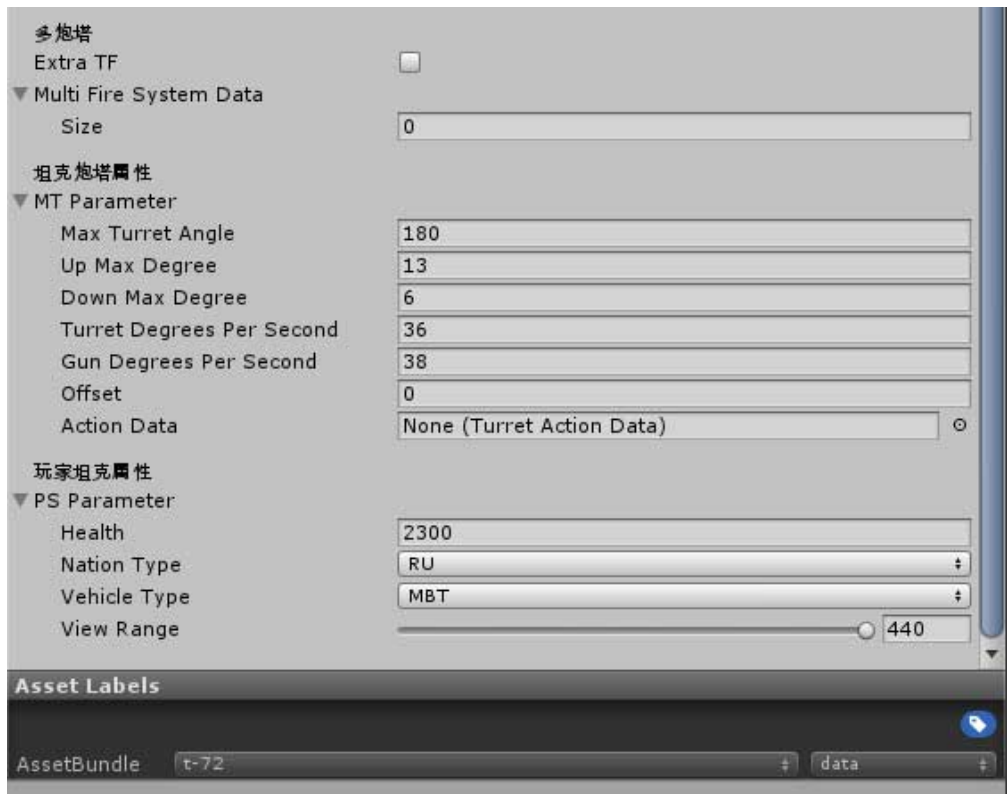 多炮塔
Extra TF
Multi Fire System Data
Size 0
坦克炮塔属性
MT Parameter
Max Turret Angle 180
Up Max Degree 13
Down Max Degree 6
Turret Degrees Per Second 36
Gun Degrees Per Second 38
Offset 0
Action Data None (Turret Action Data)
玩家坦克属性
PS Parameter
Health 2300
Nation Type RU
Vehicle Type MBT
View Range 440
Asset Labels
AssetBundle t-72 data